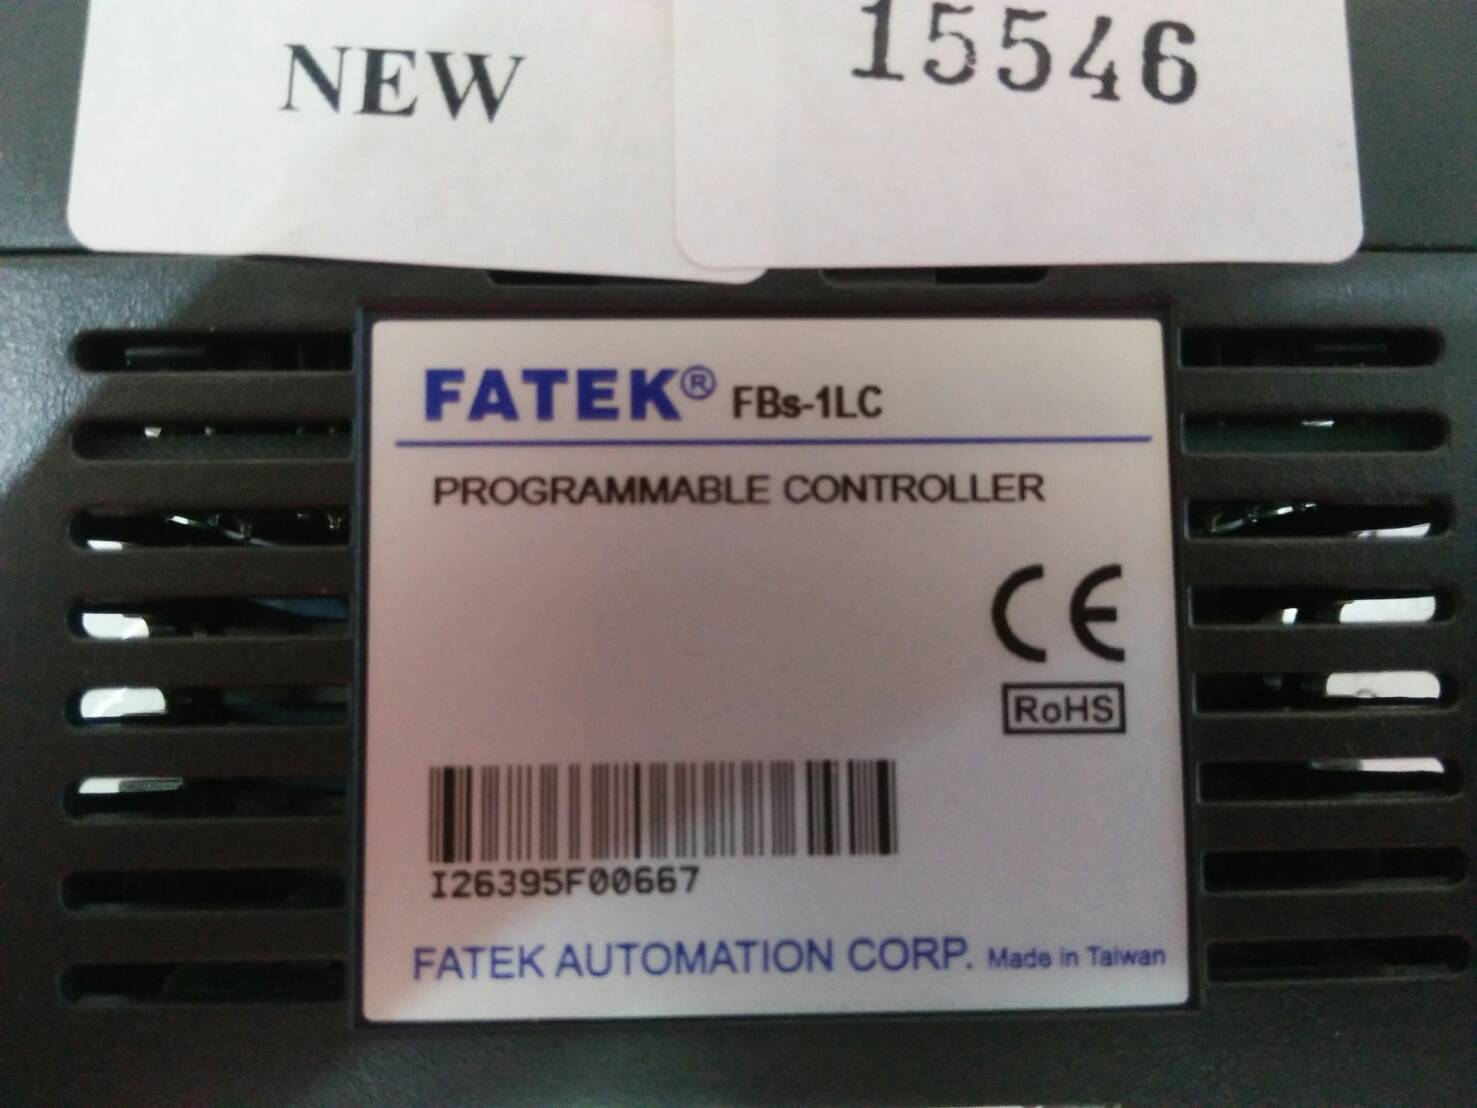 NEW
15546
FATEK® FBs-1LC
PROGRAMMABLE CONTROLLER
CE
RoHS
I26395F00667
FATEK AUTOMATION CORP. Made in Taiwan